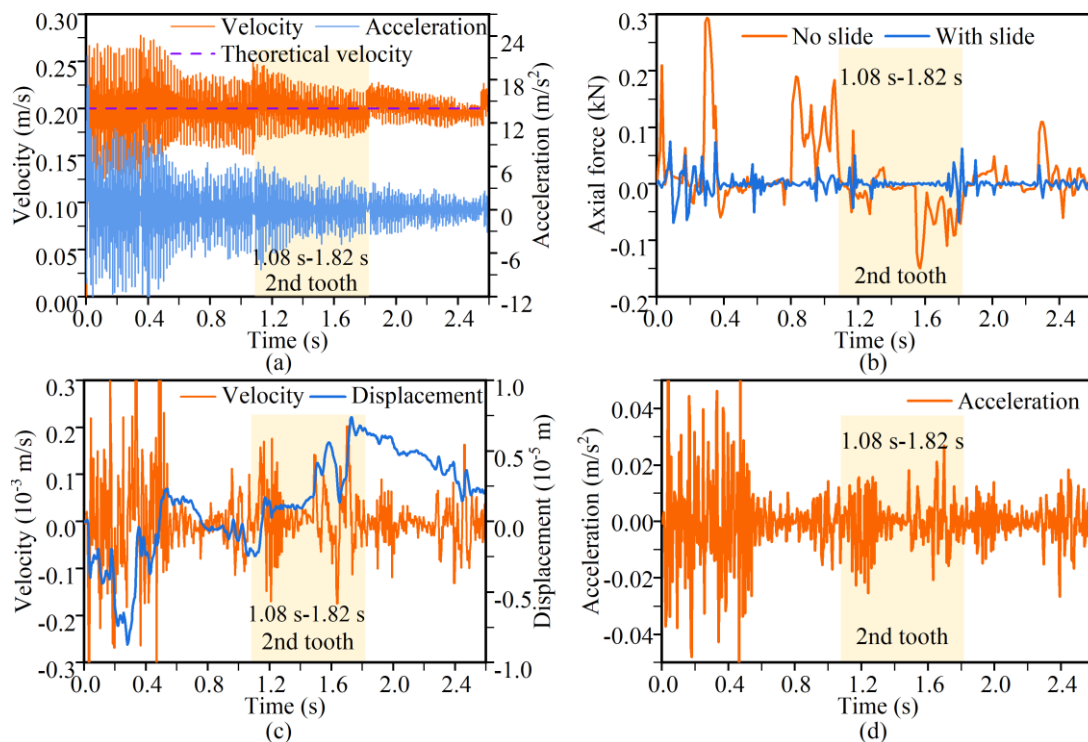 Velocity Acceleration
Theoretical velocity
Velocity (m/s)
0.30
0.25
0.20
0.15
0.10
0.05
0.00
24
18
12
6
0
-6
-12
Acceleration (m/s²)
1.08 s-1.82 s
2nd tooth
0.0 0.4 0.8 1.2 1.6 2.0 2.4
Time (s)
(a)
No slide With slide
1.08 s-1.82 s
Axial force (kN)
0.3
0.2
0.1
0.0
-0.1
-0.2
2nd tooth
0.0 0.4 0.8 1.2 1.6 2.0 2.4
Time (s)
(b)
Velocity Displacement
Velocity (10⁻³ m/s)
0.3
0.2
0.1
0.0
-0.1
-0.2
-0.3
1.0
0.5
0.0
-0.5
-1.0
Displacement (10⁻⁵ m)
1.08 s-1.82 s
2nd tooth
0.0 0.4 0.8 1.2 1.6 2.0 2.4
Time (s)
(c)
Acceleration
1.08 s-1.82 s
Acceleration (m/s²)
0.04
0.02
0.00
-0.02
-0.04
2nd tooth
0.0 0.4 0.8 1.2 1.6 2.0 2.4
Time (s)
(d)